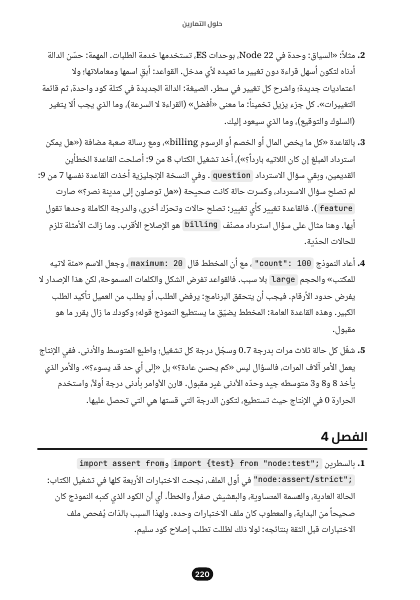 حلول التمارين
2. مثلاً: «السياق: وحدة في Node 22، بوحدات ES، تستخدمها خدمة الطلبات. المهمة: حسّن الدالة
أدناه لتكون أسهل قراءة دون تغيير ما تعيده لأي مدخل. القواعد: أبقِ اسمها ومعاملاتها؛ ولا
اعتماديات جديدة؛ واشرح كل تغيير في سطر. الصيغة: الدالة الجديدة في كتلة كود واحدة، ثم قائمة
التغييرات». كل جزء يزيل تخميناً: ما معنى «أفضل» (القراءة لا السرعة)، وما الذي يجب ألا يتغير
(السلوك والتوقيع)، وما الذي سيعود إليك.
3. بالقاعدة «كل ما يخص المال أو الخصم أو الرسوم billing»، ومع رسالة صعبة مضافة («هل يمكن
استرداد المبلغ إن كان اللاتيه بارداً؟»)، أخذ تشغيل الكتاب 8 من 9: أصلحت القاعدة الخطأين
القديمين، وبقي سؤال الاسترداد question. وفي النسخة الإنجليزية أخذت القاعدة نفسها 7 من 9:
لم تصلح سؤال الاسترداد، وكسرت حالة كانت صحيحة («هل توصلون إلى مدينة نصر؟» صارت
feature). فالقاعدة تغيير كأي تغيير: تصلح حالات وتحرّك أخرى، والدرجة الكاملة وحدها تقول
أيها. وهنا مثال على سؤال استرداد مصنّف billing هو الإصلاح الأقرب. وما زالت الأمثلة تلزم
للحالات الحدّية.
4. أعاد النموذج "count": 100، مع أن المخطط قال maximum: 20، وجعل الاسم «مئة لاتيه
للمكتب» والحجم large بلا سبب. فالقواعد تفرض الشكل والكلمات المسموحة، لكن هذا الإصدار لا
يفرض حدود الأرقام. فيجب أن يتحقق البرنامج: يرفض الطلب، أو يطلب من العميل تأكيد الطلب
الكبير. وهذه القاعدة العامة: المخطط يضيّق ما يستطيع النموذج قوله؛ وكودك ما زال يقرر ما هو
مقبول.
5. شغّل كل حالة ثلاث مرات بدرجة 0.7 وسجّل درجة كل تشغيل؛ واطبع المتوسط والأدنى. ففي الإنتاج
يعمل الأمر آلاف المرات، فالسؤال ليس «كم يحسن عادة؟» بل «إلى أي حد قد يسوء؟». والأمر الذي
يأخذ 8 و8 و3 متوسطه جيد وحدّه الأدنى غير مقبول. قارن الأوامر بأدنى درجة أولاً، واستخدم
الحرارة 0 في الإنتاج حيث تستطيع، لتكون الدرجة التي قستها هي التي تحصل عليها.
الفصل 4
1. بالسطرين import {test} from "node:test"; و import assert from
"node:assert/strict"; في أول الملف، نجحت الاختبارات الأربعة كلها في تشغيل الكتاب:
الحالة العادية، والقسمة المتساوية، والبقشيش صفراً، والخطأ. أي أن الكود الذي كتبه النموذج كان
صحيحاً من البداية، والمعطوب كان ملف الاختبارات وحده. ولهذا السبب بالذات يُفحص ملف
الاختبارات قبل الثقة بنتائجه: لولا ذلك لظللت تطلب إصلاح كود سليم.
220